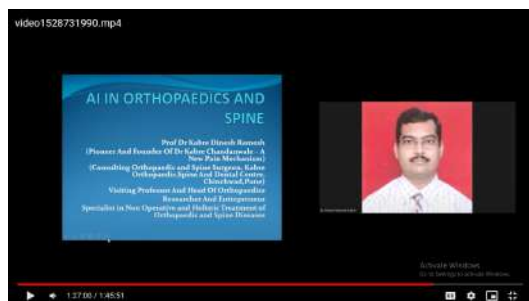 video1528731990.mp4
AI IN ORTHOPAEDICS AND
SPINE
Prof Dr Kabre Dinesh Ramesh
(Pioneer And Founder Of Dr Kabre Chandanwale - A
New Pain Mechanism)
(Consulting Orthopaedic and Spine Surgeon, Kabre
Orthopaedic,Spine And Dental Centre,
Chinchwad,Pune)
Visiting Professor And Head Of Orthopaedics
Researcher And Entrepreneur
Specialist in Non Operative and Holistic Treatment of
Orthopaedic and Spine Diseases
Activate Windows
Go to Settings to activate Windows.
1:27:00 / 1:45:51